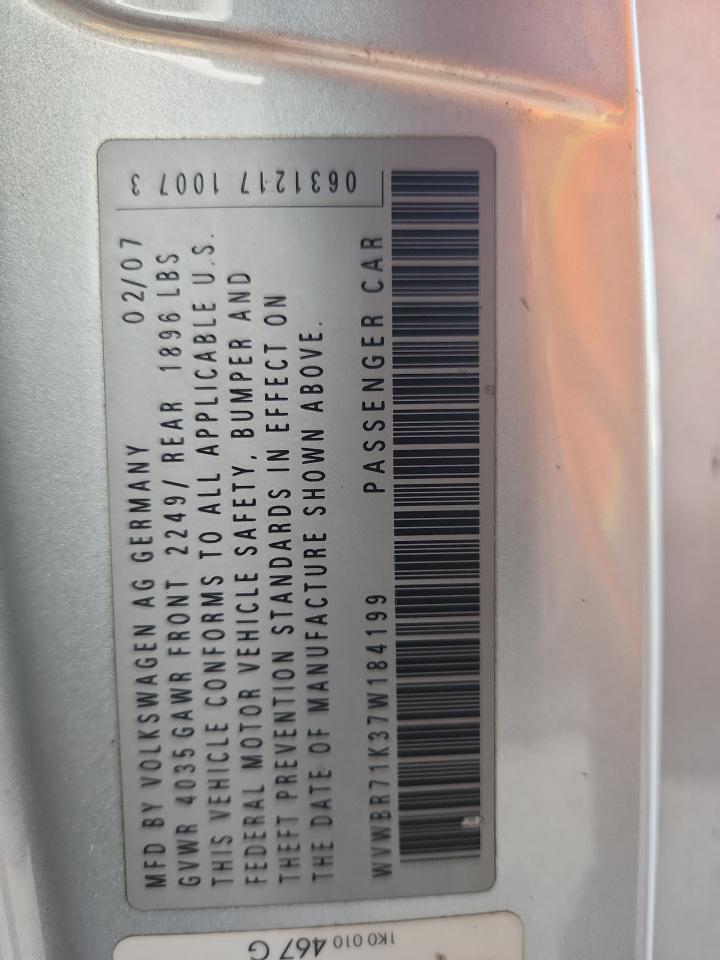 MFD BY VOLKSWAGEN AG GERMANY 02/07
GVWR 4035GAWR FRONT 2249/ REAR 1896 LBS
THIS VEHICLE CONFORMS TO ALL APPLICABLE U.S.
FEDERAL MOTOR VEHICLE SAFETY, BUMPER AND
THEFT PREVENTION STANDARDS IN EFFECT ON
THE DATE OF MANUFACTURE SHOWN ABOVE.
WVWBR71K37W184199 PASSENGER CAR
0631217 1007 3
1K0 010 467 G